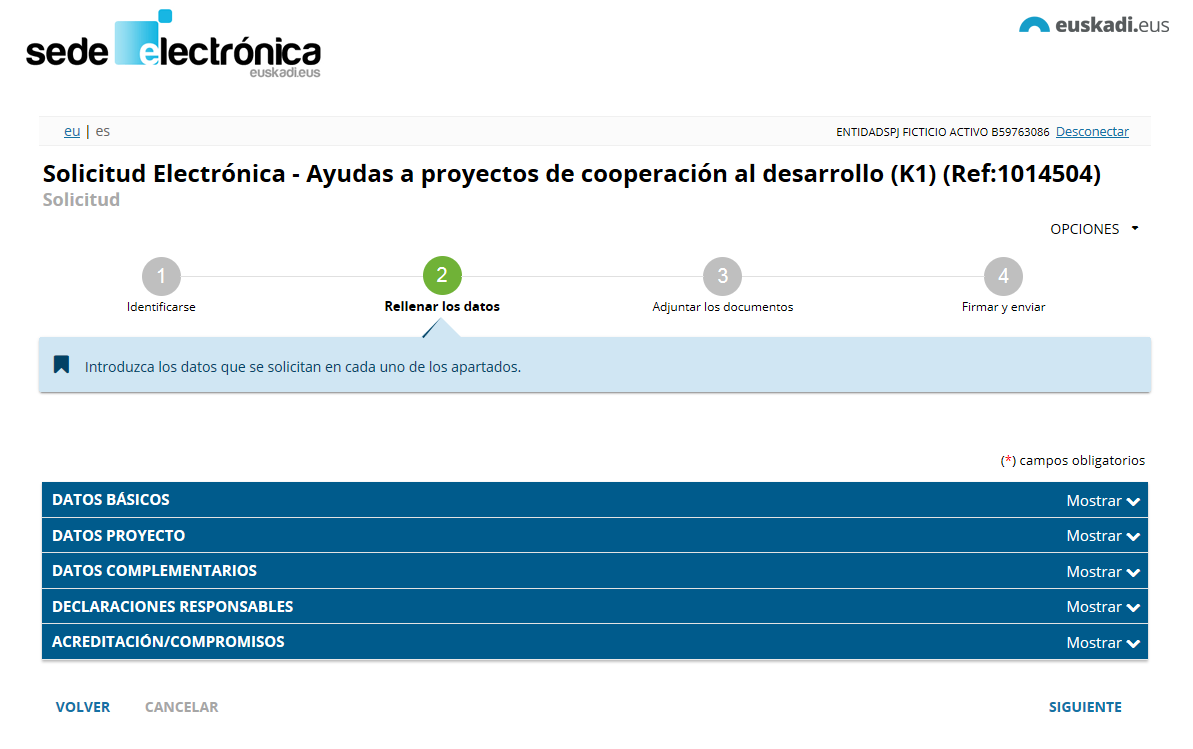 sede electrónica
euskadi.eus
euskadi.eus
eu | es
ENTIDADSPJ FICTICIO ACTIVO B59763086 Desconectar
Solicitud Electrónica - Ayudas a proyectos de cooperación al desarrollo (K1) (Ref:1014504)
Solicitud
OPCIONES
1 2 3 4
Identificarse Rellenar los datos Adjuntar los documentos Firmar y enviar
Introduzca los datos que se solicitan en cada uno de los apartados.
(*) campos obligatorios
DATOS BÁSICOS Mostrar
DATOS PROYECTO Mostrar
DATOS COMPLEMENTARIOS Mostrar
DECLARACIONES RESPONSABLES Mostrar
ACREDITACIÓN/COMPROMISOS Mostrar
VOLVER CANCELAR SIGUIENTE